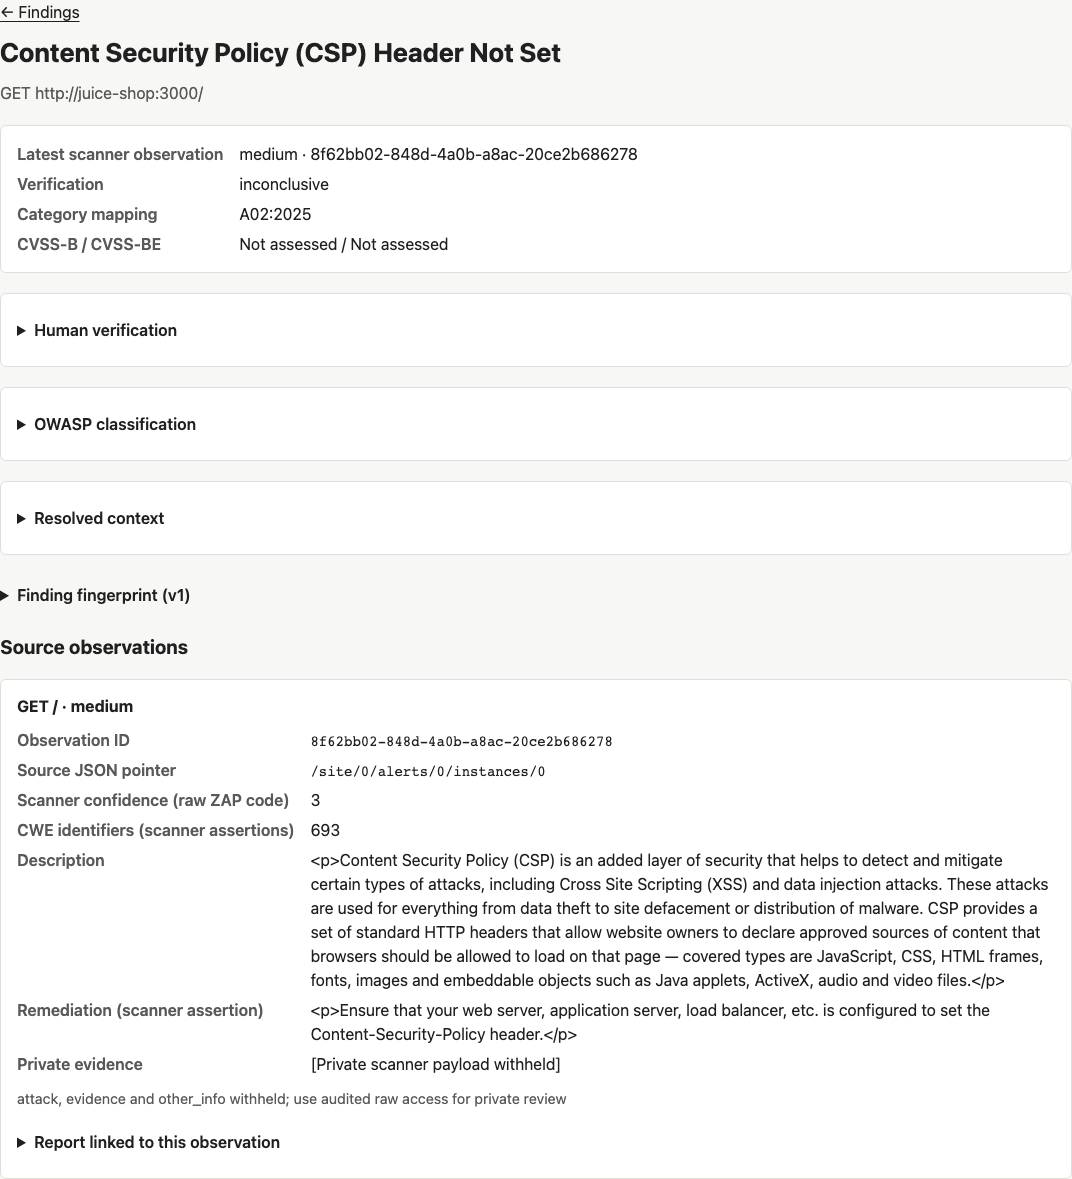 ← Findings
Content Security Policy (CSP) Header Not Set
GET http://juice-shop:3000/
Latest scanner observation medium · 8f62bb02-848d-4a0b-a8ac-20ce2b686278
Verification inconclusive
Category mapping A02:2025
CVSS-B / CVSS-BE Not assessed / Not assessed
▶ Human verification
▶ OWASP classification
▶ Resolved context
▶ Finding fingerprint (v1)
Source observations
GET / · medium
Observation ID 8f62bb02-848d-4a0b-a8ac-20ce2b686278
Source JSON pointer /site/0/alerts/0/instances/0
Scanner confidence (raw ZAP code) 3
CWE identifiers (scanner assertions) 693
Description <p>Content Security Policy (CSP) is an added layer of security that helps to detect and mitigate
certain types of attacks, including Cross Site Scripting (XSS) and data injection attacks. These attacks
are used for everything from data theft to site defacement or distribution of malware. CSP provides a
set of standard HTTP headers that allow website owners to declare approved sources of content that
browsers should be allowed to load on that page — covered types are JavaScript, CSS, HTML frames,
fonts, images and embeddable objects such as Java applets, ActiveX, audio and video files.</p>
Remediation (scanner assertion) <p>Ensure that your web server, application server, load balancer, etc. is configured to set the
Content-Security-Policy header.</p>
Private evidence [Private scanner payload withheld]
attack, evidence and other_info withheld; use audited raw access for private review
▶ Report linked to this observation